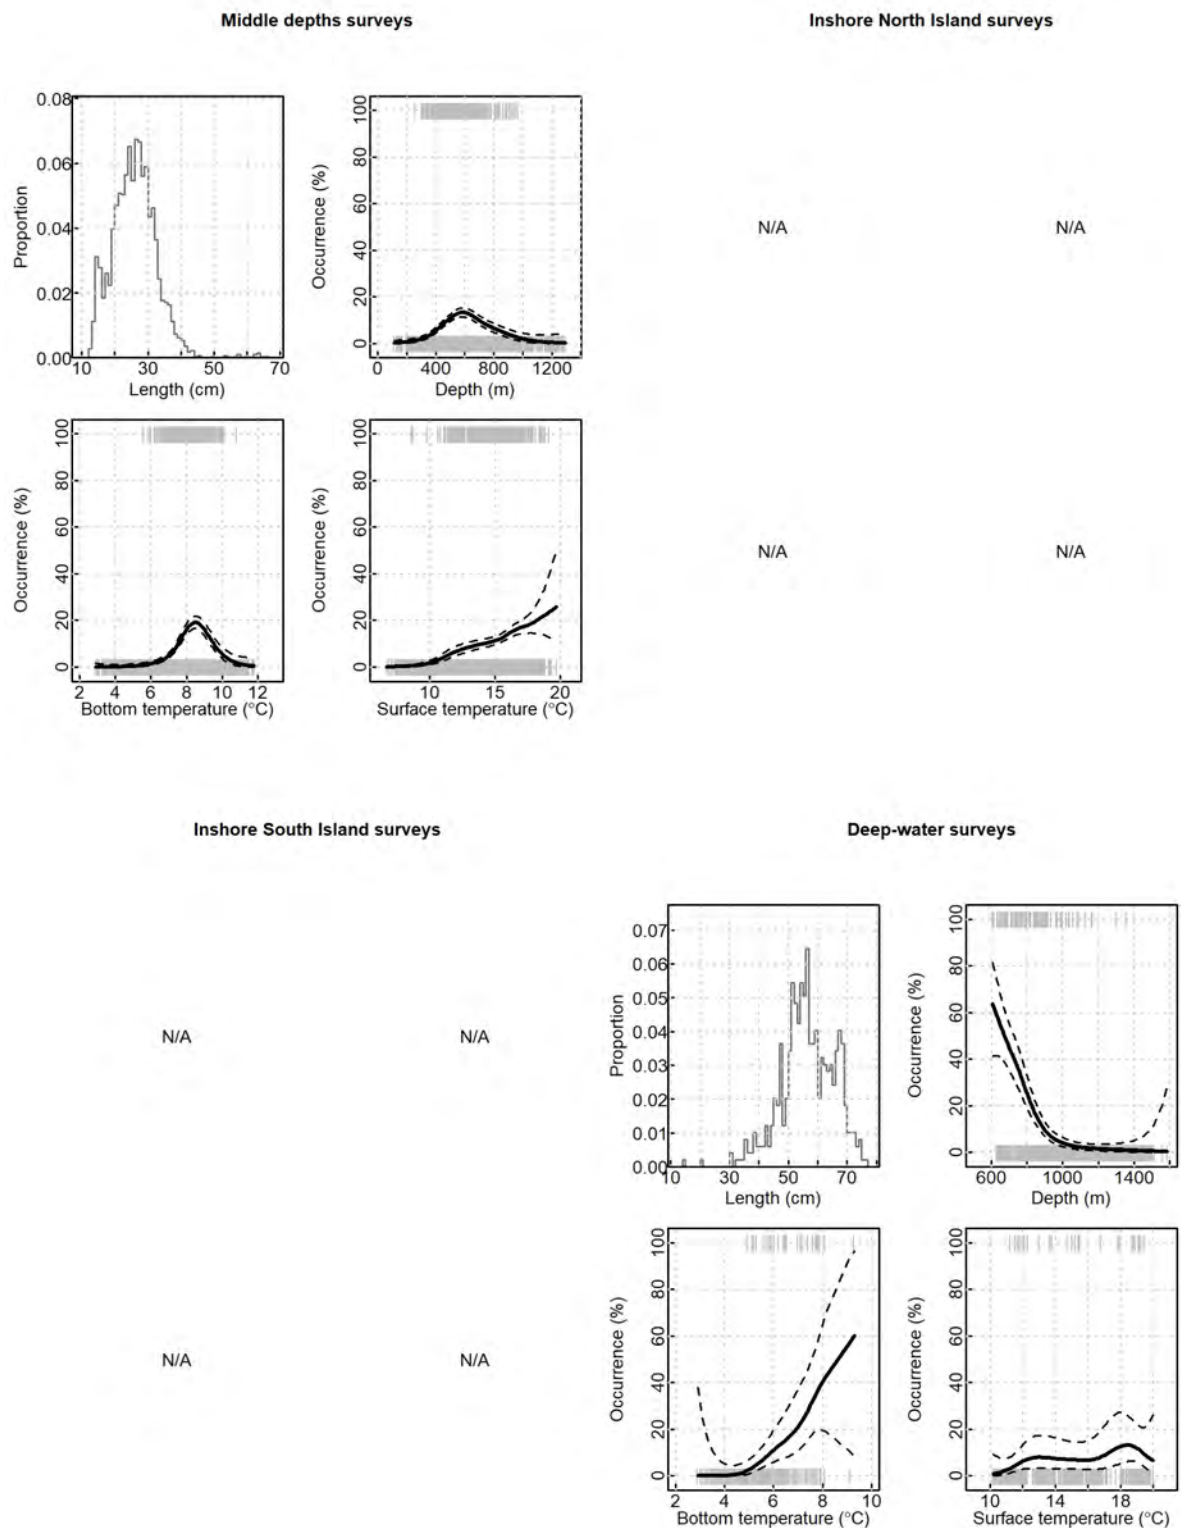 Middle depths surveys
Inshore North Island surveys
0.08
0.06
0.04
0.02
0.00
Proportion
10 30 50 70
Length (cm)
100
80
60
40
20
0
Occurrence (%)
0 400 800 1200
Depth (m)
N/A N/A
100
80
60
40
20
0
Occurrence (%)
2 4 6 8 10 12
Bottom temperature (°C)
100
80
60
40
20
0
Occurrence (%)
10 15 20
Surface temperature (°C)
N/A N/A
Inshore South Island surveys
Deep-water surveys
N/A N/A
0.07
0.06
0.05
0.04
0.03
0.02
0.01
0.00
Proportion
10 30 50 70
Length (cm)
100
80
60
40
20
0
Occurrence (%)
600 1000 1400
Depth (m)
N/A N/A
100
80
60
40
20
0
Occurrence (%)
2 4 6 8 10
Bottom temperature (°C)
100
80
60
40
20
0
Occurrence (%)
10 14 18
Surface temperature (°C)